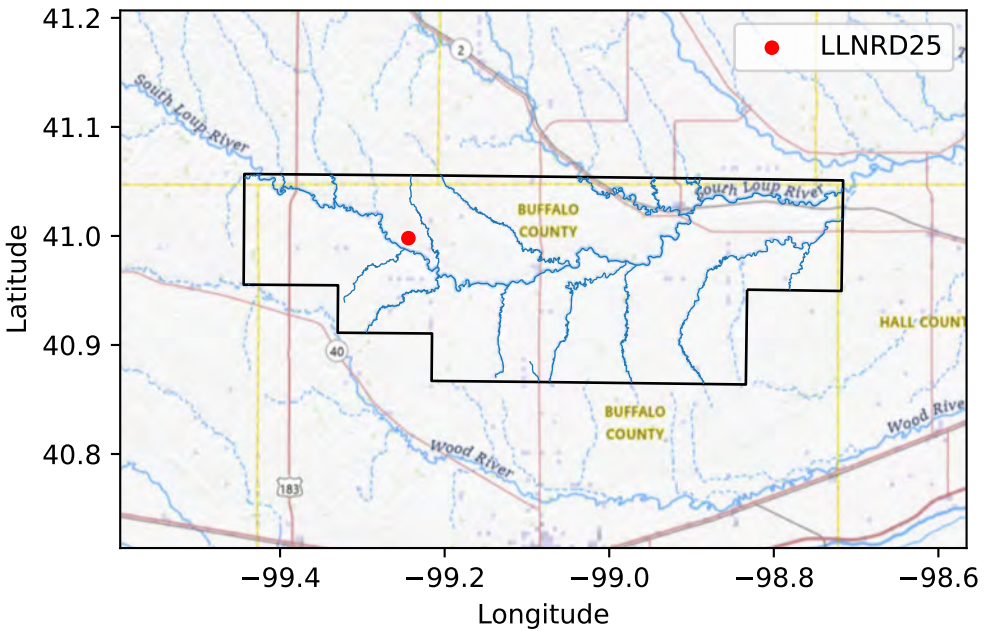 41.2
41.1
41.0
40.9
40.8
Latitude
−99.4
−99.2
−99.0
−98.8
−98.6
Longitude
LLNRD25
2
South Loup River
South Loup River
BUFFALO
COUNTY
HALL COUNT
40
BUFFALO
COUNTY
Wood River
Wood Rive
183